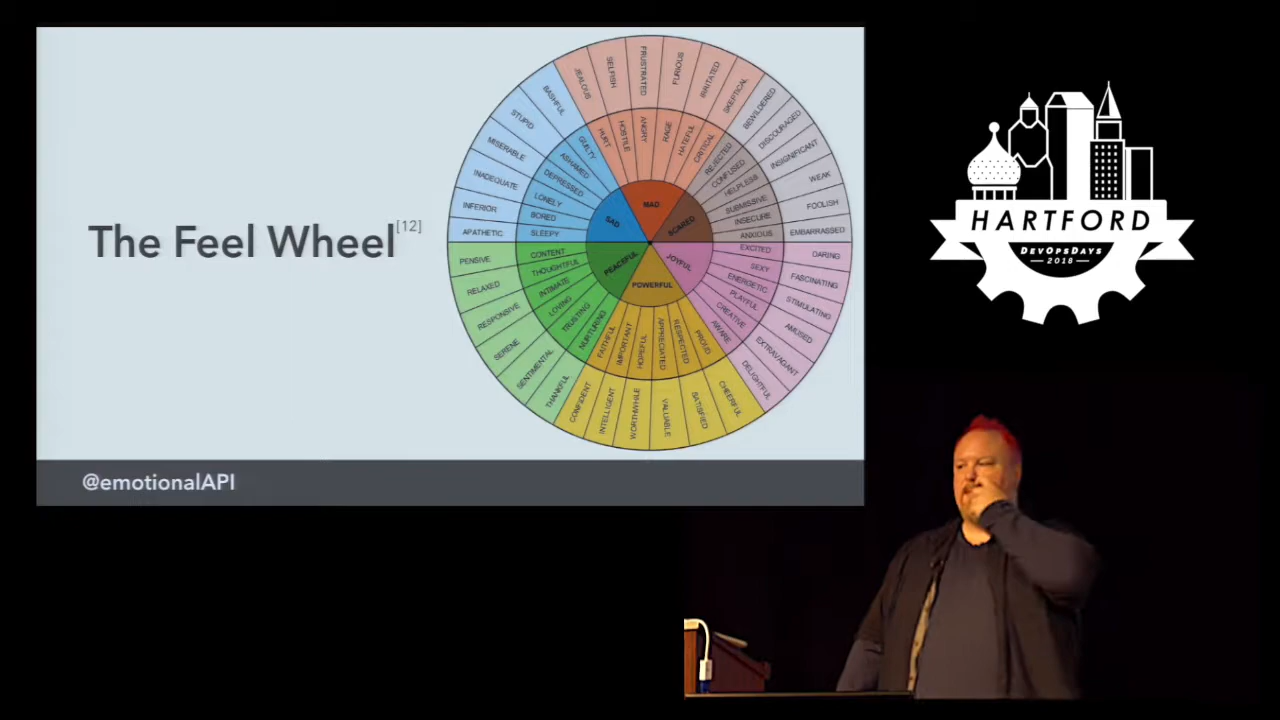 The Feel Wheel[12]
@emotionalAPI
MAD
SCARED
JOYFUL
POWERFUL
PEACEFUL
SAD
HURT
HOSTILE
ANGRY
RAGE
HATEFUL
CRITICAL
REJECTED
CONFUSED
HELPLESS
SUBMISSIVE
INSECURE
ANXIOUS
EXCITED
SEXY
ENERGETIC
PLAYFUL
CREATIVE
AWARE
PROUD
RESPECTED
APPRECIATED
HOPEFUL
IMPORTANT
FAITHFUL
NURTURING
TRUSTING
LOVING
INTIMATE
THOUGHTFUL
CONTENT
SLEEPY
BORED
LONELY
DEPRESSED
ASHAMED
GUILTY
JEALOUS
SELFISH
FRUSTRATED
FURIOUS
IRRITATED
SKEPTICAL
BEWILDERED
DISCOURAGED
INSIGNIFICANT
WEAK
FOOLISH
EMBARRASSED
DARING
FASCINATING
STIMULATING
AMUSED
EXTRAVAGANT
DELIGHTFUL
CHEERFUL
SATISFIED
VALUABLE
WORTHWHILE
INTELLIGENT
CONFIDENT
THANKFUL
SENTIMENTAL
SERENE
RESPONSIVE
RELAXED
PENSIVE
APATHETIC
INFERIOR
INADEQUATE
MISERABLE
STUPID
BASHFUL
HARTFORD
DevOpsDays
2018